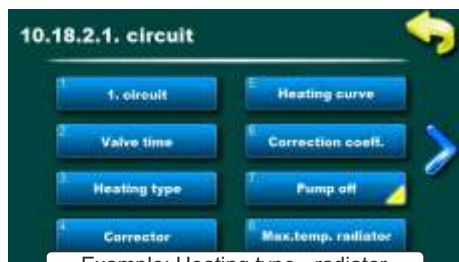 10.18.2.1. circuit
1
1. circuit
2
Valve time
3
Heating type
4
Corrector
Heating curve
6
Correction coeff.
7
Pump off
8
Max.temp. radiator
Example: Heating type - radiator